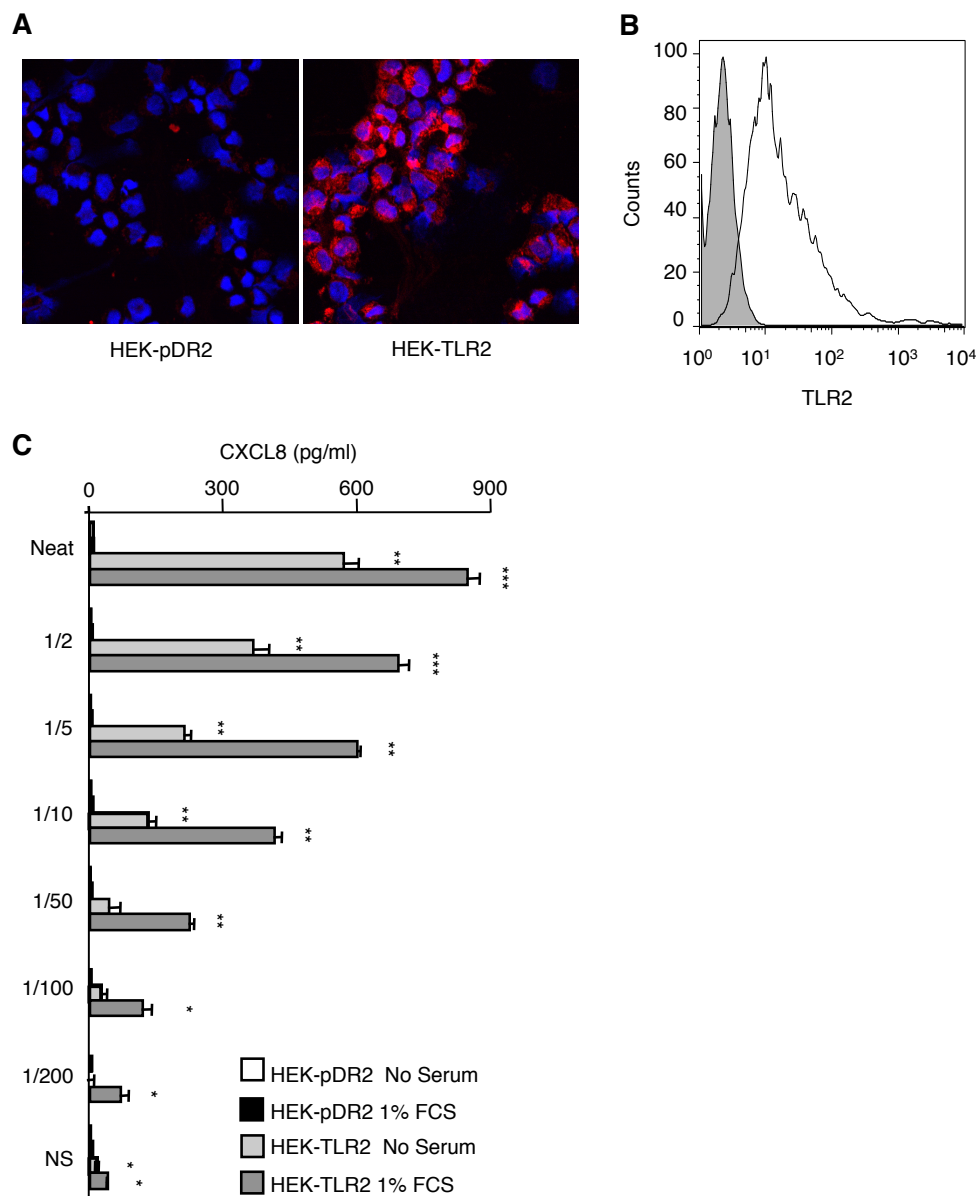 A
HEK-pDR2
HEK-TLR2
B
100
80
60
40
20
0
Counts
10⁰ 10¹ 10² 10³ 10⁴
TLR2
C
CXCL8 (pg/ml)
0 300 600 900
Neat
**
***
1/2
**
***
1/5
**
**
1/10
**
**
1/50
**
1/100
*
1/200
*
NS
*
*
HEK-pDR2 No Serum
HEK-pDR2 1% FCS
HEK-TLR2 No Serum
HEK-TLR2 1% FCS